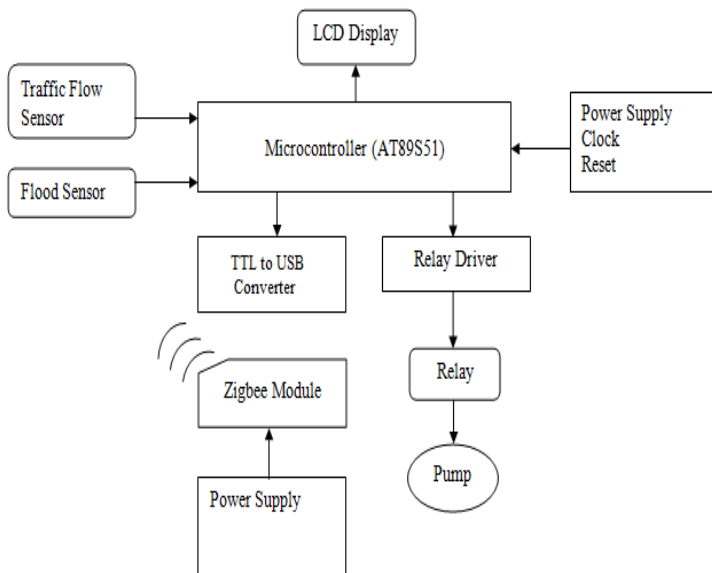 LCD Display
Traffic Flow
Sensor
Flood Sensor
Microcontroller (AT89S51)
Power Supply
Clock
Reset
TTL to USB
Converter
Relay Driver
Zigbee Module
Relay
Power Supply
Pump